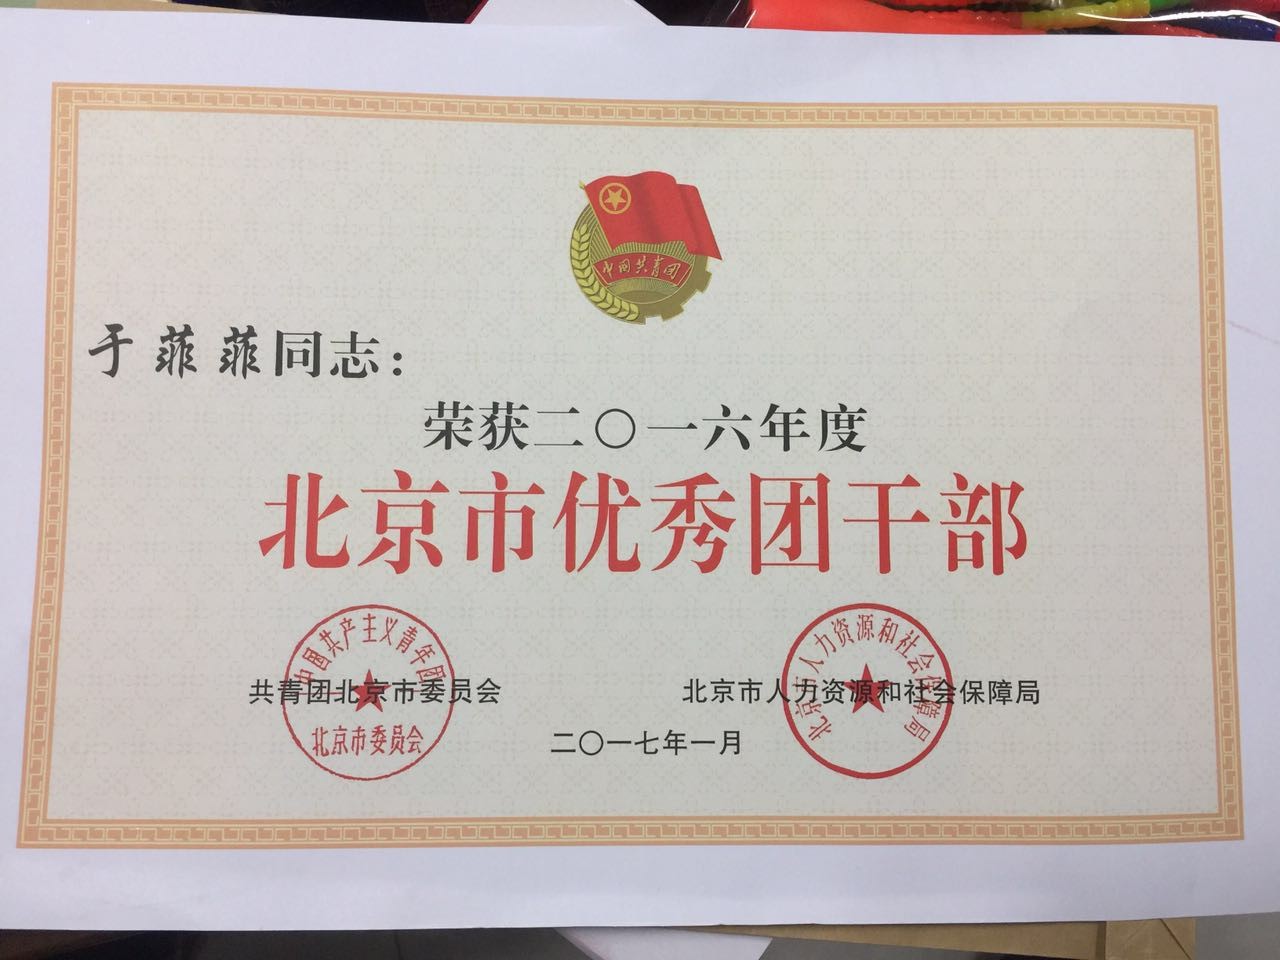 中国共青团
于菲菲同志：
荣获二〇一六年度
北京市优秀团干部
中国共产主义青年团
北京市委员会
北京市人力资源和社会保障局
共青团北京市委员会
北京市人力资源和社会保障局
二〇一七年一月